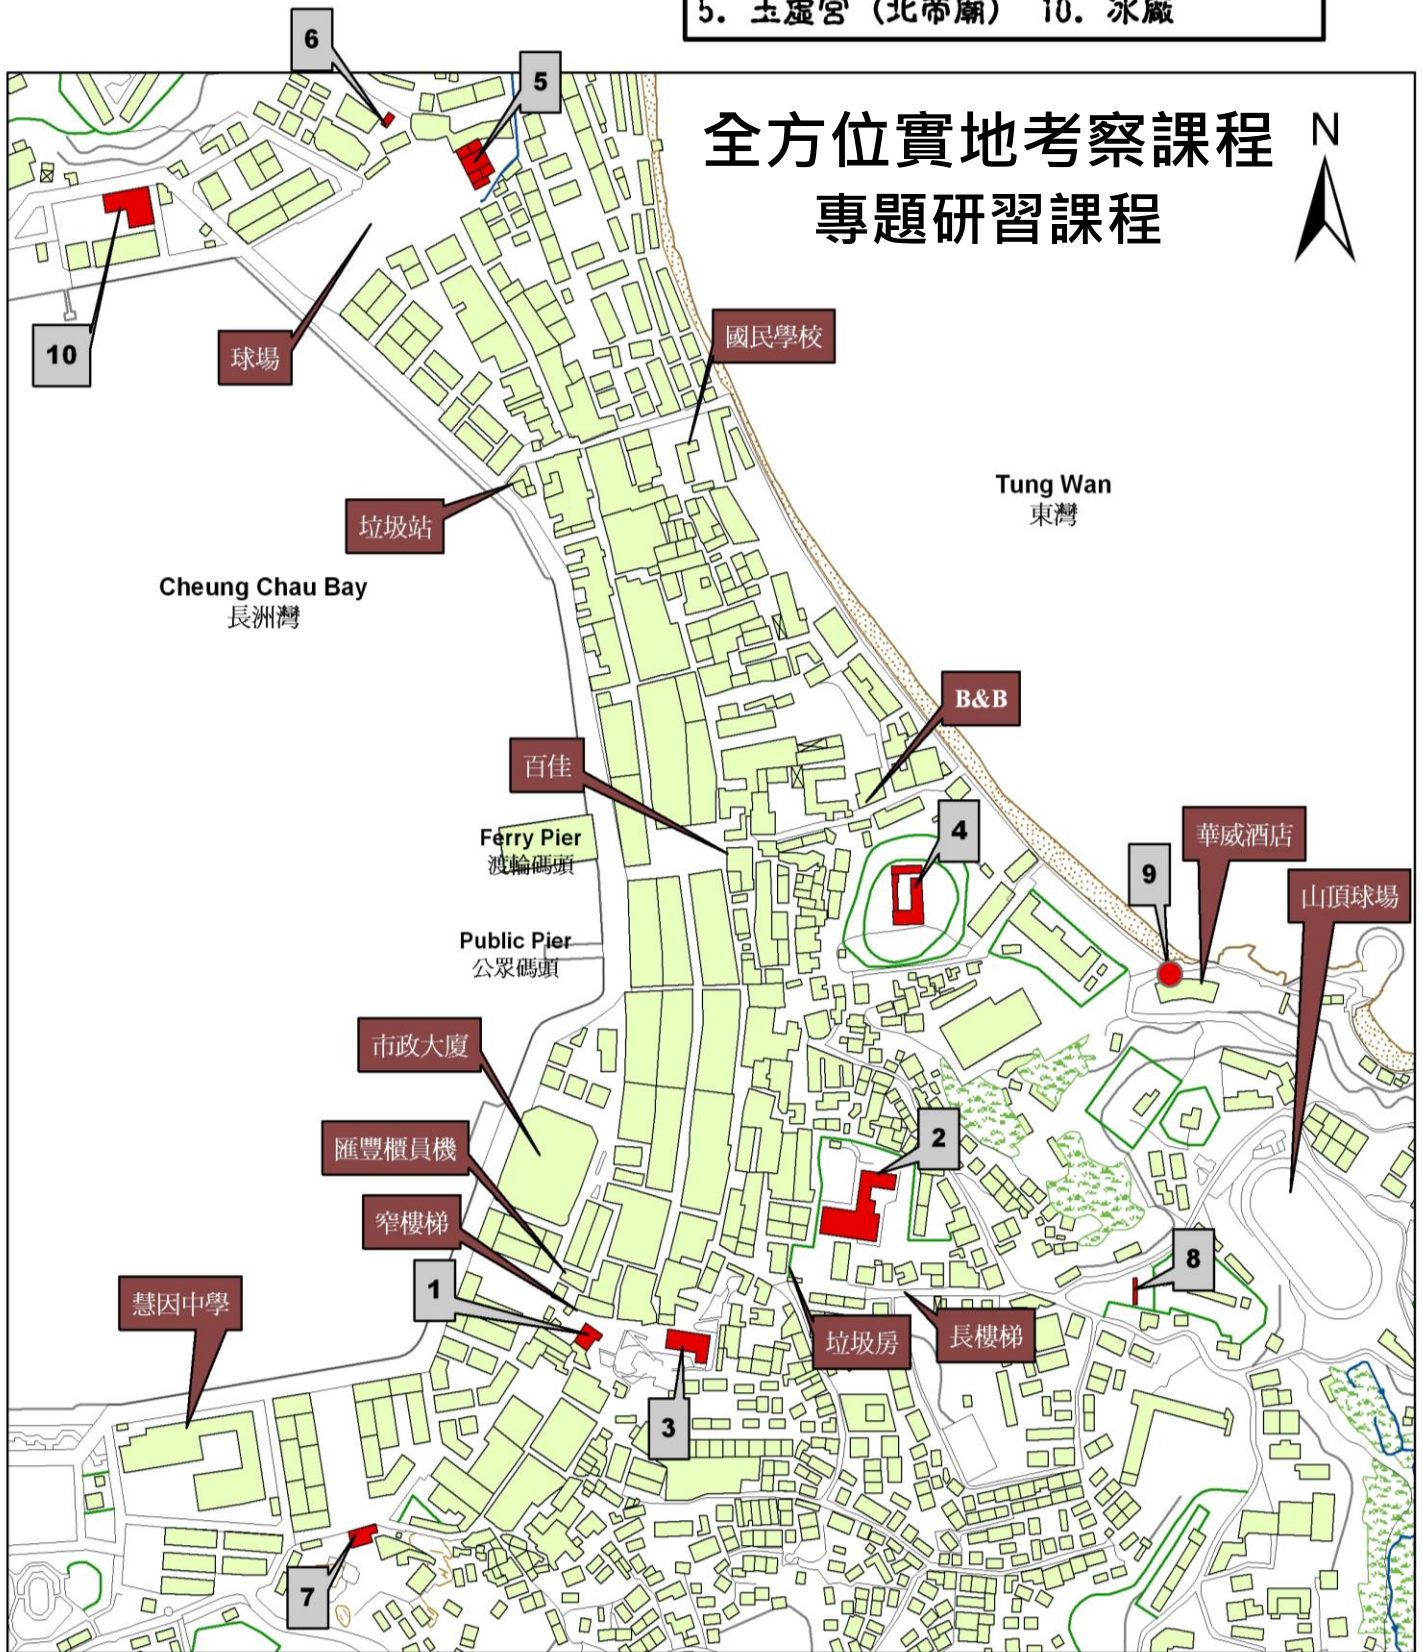 5. 玉虛宮 (北帝廟) 10. 冰廠
6
5
全方位實地考察課程
專題研習課程
N
10
球場
國民學校
垃圾站
Tung Wan
東灣
Cheung Chau Bay
長洲灣
B&B
百佳
Ferry Pier
渡輪碼頭
4
9
華威酒店
山頂球場
Public Pier
公眾碼頭
市政大廈
匯豐櫃員機
2
窄樓梯
1
8
慧因中學
垃圾房
長樓梯
3
7